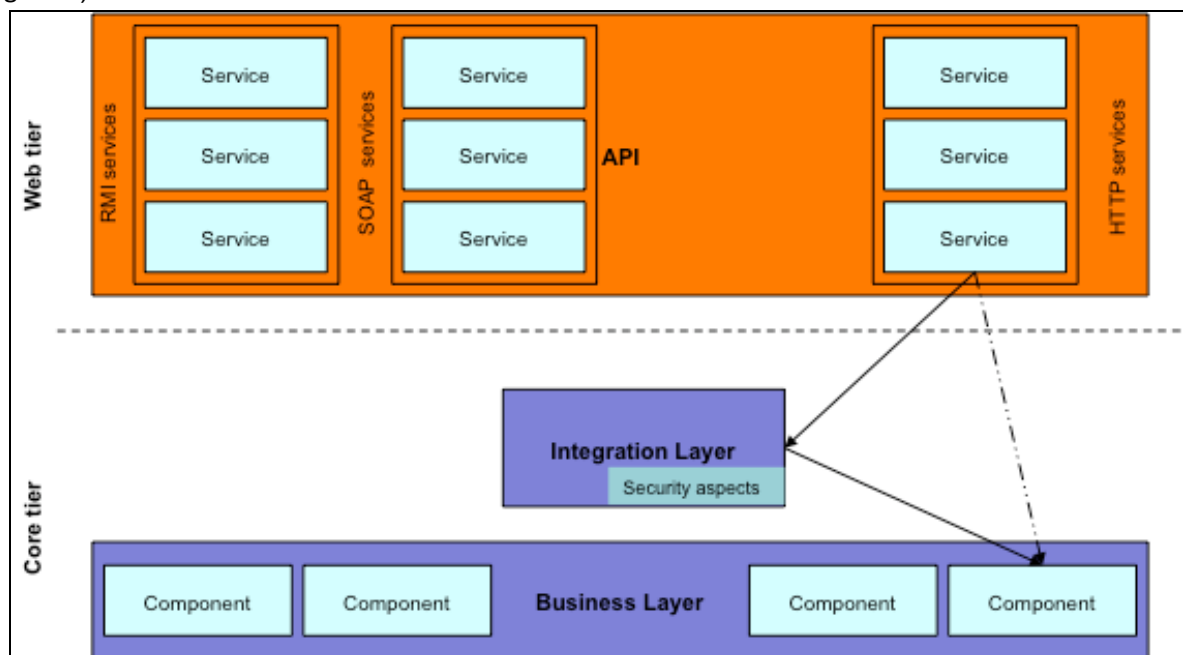 Web tier
RMI services
Service
Service
Service
SOAP services
Service
Service
Service
API
Service
Service
Service
HTTP services
Core tier
Integration Layer
Security aspects
Component
Component
Business Layer
Component
Component